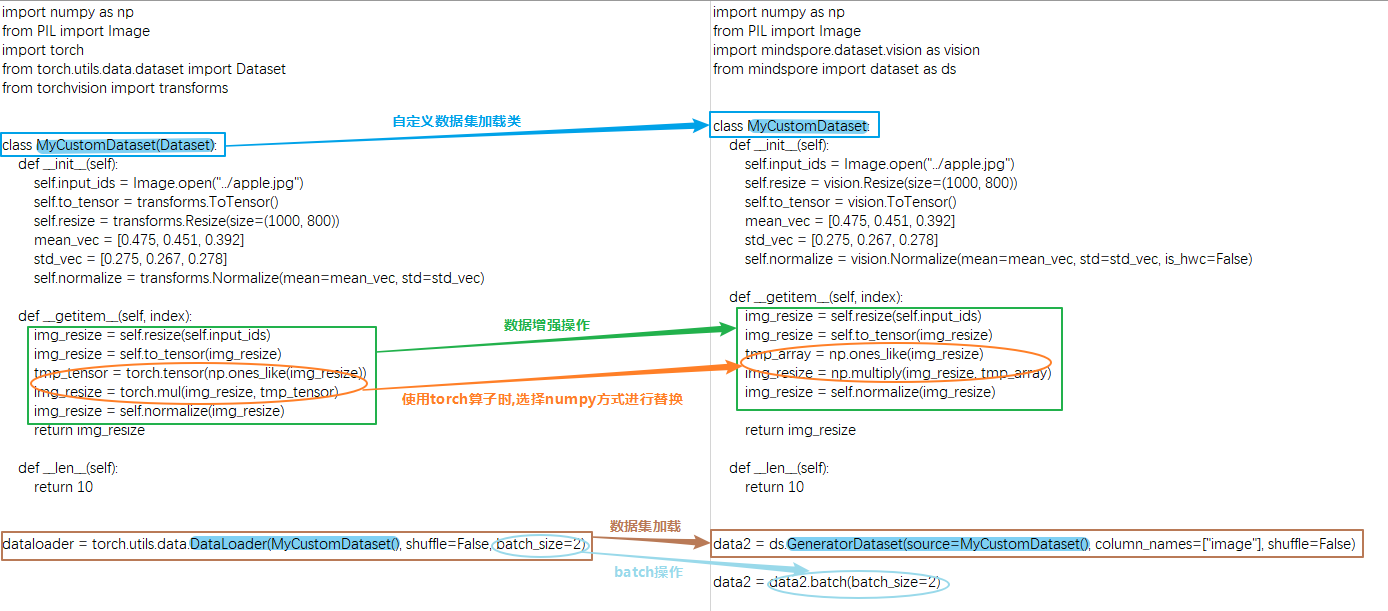 import numpy as np
from PIL import Image
import torch
from torch.utils.data.dataset import Dataset
from torchvision import transforms
class MyCustomDataset(Dataset):
def __init__(self):
self.input_ids = Image.open("../apple.jpg")
self.to_tensor = transforms.ToTensor()
self.resize = transforms.Resize(size=(1000, 800))
mean_vec = [0.475, 0.451, 0.392]
std_vec = [0.275, 0.267, 0.278]
self.normalize = transforms.Normalize(mean=mean_vec, std=std_vec)
def __getitem__(self, index):
img_resize = self.resize(self.input_ids)
img_resize = self.to_tensor(img_resize)
tmp_tensor = torch.tensor(np.ones_like(img_resize))
img_resize = torch.mul(img_resize, tmp_tensor)
img_resize = self.normalize(img_resize)
return img_resize
def __len__(self):
return 10
dataloader = torch.utils.data.DataLoader(MyCustomDataset(), shuffle=False, batch_size=2)
自定义数据集加载类
数据增强操作
使用torch算子时,选择numpy方式进行替换
数据集加载
batch操作
import numpy as np
from PIL import Image
import mindspore.dataset.vision as vision
from mindspore import dataset as ds
class MyCustomDataset:
def __init__(self):
self.input_ids = Image.open("../apple.jpg")
self.resize = vision.Resize(size=(1000, 800))
self.to_tensor = vision.ToTensor()
mean_vec = [0.475, 0.451, 0.392]
std_vec = [0.275, 0.267, 0.278]
self.normalize = vision.Normalize(mean=mean_vec, std=std_vec, is_hwc=False)
def __getitem__(self, index):
img_resize = self.resize(self.input_ids)
img_resize = self.to_tensor(img_resize)
tmp_array = np.ones_like(img_resize)
img_resize = np.multiply(img_resize, tmp_array)
img_resize = self.normalize(img_resize)
return img_resize
def __len__(self):
return 10
data2 = ds.GeneratorDataset(source=MyCustomDataset(), column_names=["image"], shuffle=False)
data2 = data2.batch(batch_size=2)